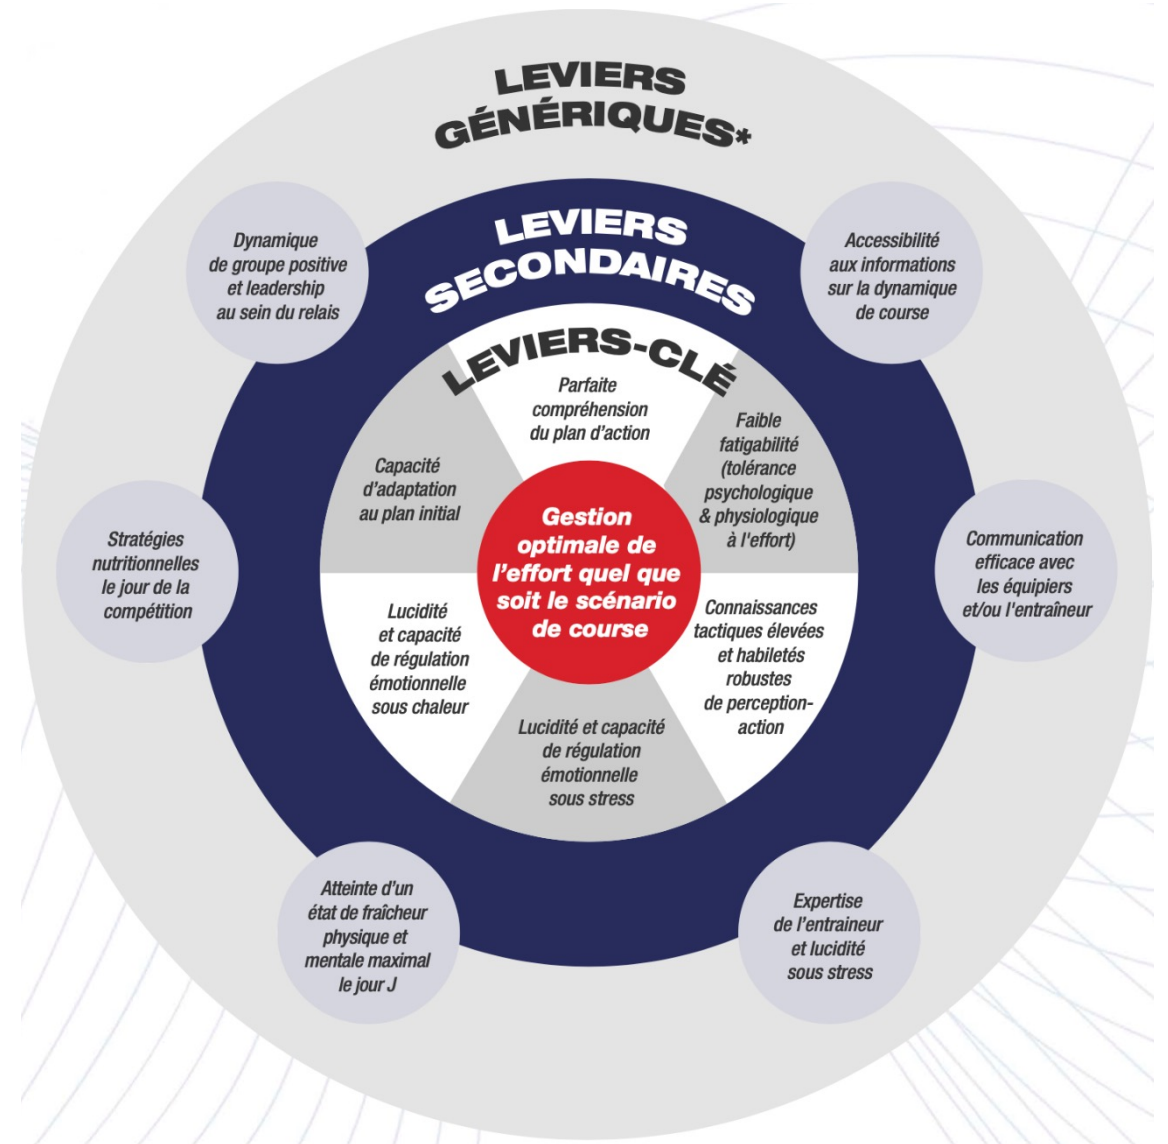 LEVIERS
GÉNÉRIQUES*
LEVIERS
SECONDAIRES
LEVIERS-CLÉ
Dynamique
de groupe positive
et leadership
au sein du relais
Accessibilité
aux informations
sur la dynamique
de course
Parfaite
compréhension
du plan d'action
Faible
fatigabilité
(tolérance
psychologique
& physiologique
à l'effort)
Capacité
d'adaptation
au plan initial
Gestion
optimale de
l'effort quel que
soit le scénario
de course
Stratégies
nutritionnelles
le jour de la
compétition
Communication
efficace avec
les équipiers
et/ou l'entraîneur
Lucidité
et capacité
de régulation
émotionnelle
sous chaleur
Connaissances
tactiques élevées
et habiletés
robustes
de perception-
action
Lucidité et capacité
de régulation
émotionnelle
sous stress
Atteinte d'un
état de fraîcheur
physique et
mentale maximal
le jour J
Expertise
de l'entraineur
et lucidité
sous stress